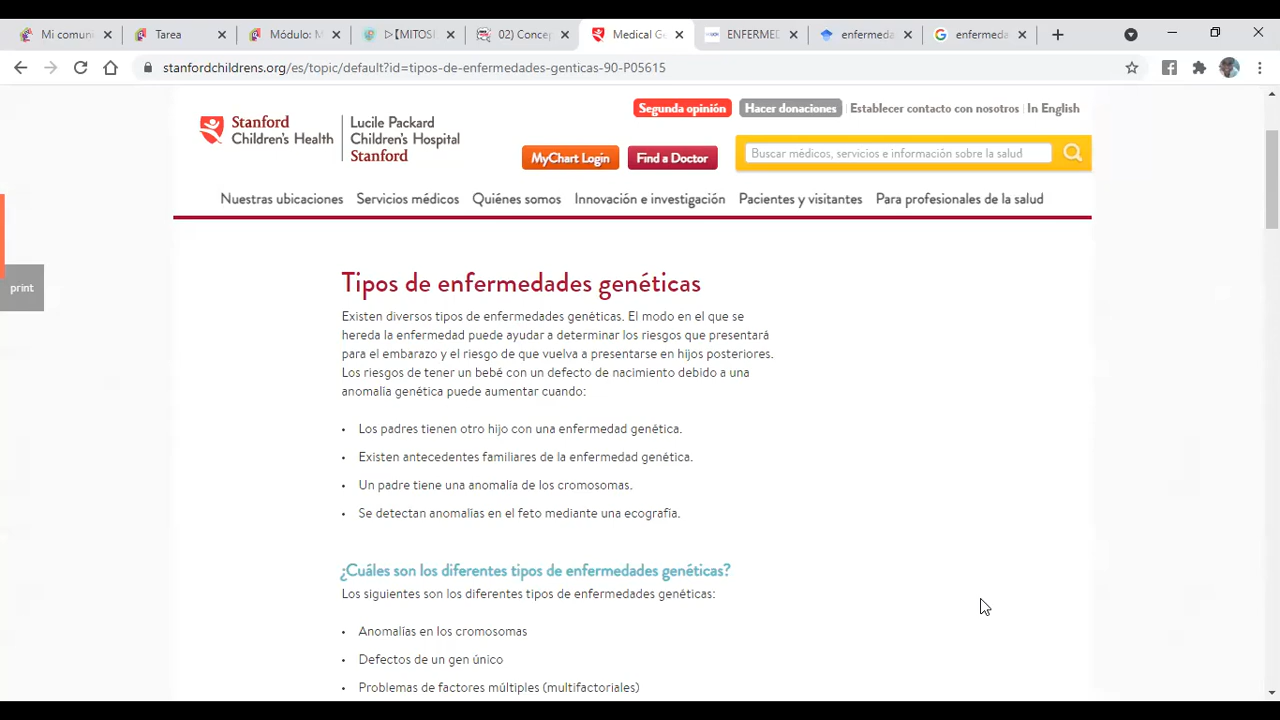 Mi comuni
Tarea
Módulo: M
▷【MITOSI
02) Concep
Medical Ge
ENFERMED
enfermeda
enfermeda
stanfordchildrens.org/es/topic/default?id=tipos-de-enfermedades-genticas-90-P05615
Segunda opinión
Hacer donaciones
Establecer contacto con nosotros
In English
Stanford
Children's Health
Lucile Packard
Children's Hospital
Stanford
MyChart Login
Find a Doctor
Buscar médicos, servicios e información sobre la salud
Nuestras ubicaciones
Servicios médicos
Quiénes somos
Innovación e investigación
Pacientes y visitantes
Para profesionales de la salud
print
Tipos de enfermedades genéticas
Existen diversos tipos de enfermedades genéticas. El modo en el que se
hereda la enfermedad puede ayudar a determinar los riesgos que presentará
para el embarazo y el riesgo de que vuelva a presentarse en hijos posteriores.
Los riesgos de tener un bebé con un defecto de nacimiento debido a una
anomalía genética puede aumentar cuando:
• Los padres tienen otro hijo con una enfermedad genética.
• Existen antecedentes familiares de la enfermedad genética.
• Un padre tiene una anomalía de los cromosomas.
• Se detectan anomalías en el feto mediante una ecografía.
¿Cuáles son los diferentes tipos de enfermedades genéticas?
Los siguientes son los diferentes tipos de enfermedades genéticas:
• Anomalías en los cromosomas
• Defectos de un gen único
• Problemas de factores múltiples (multifactoriales)